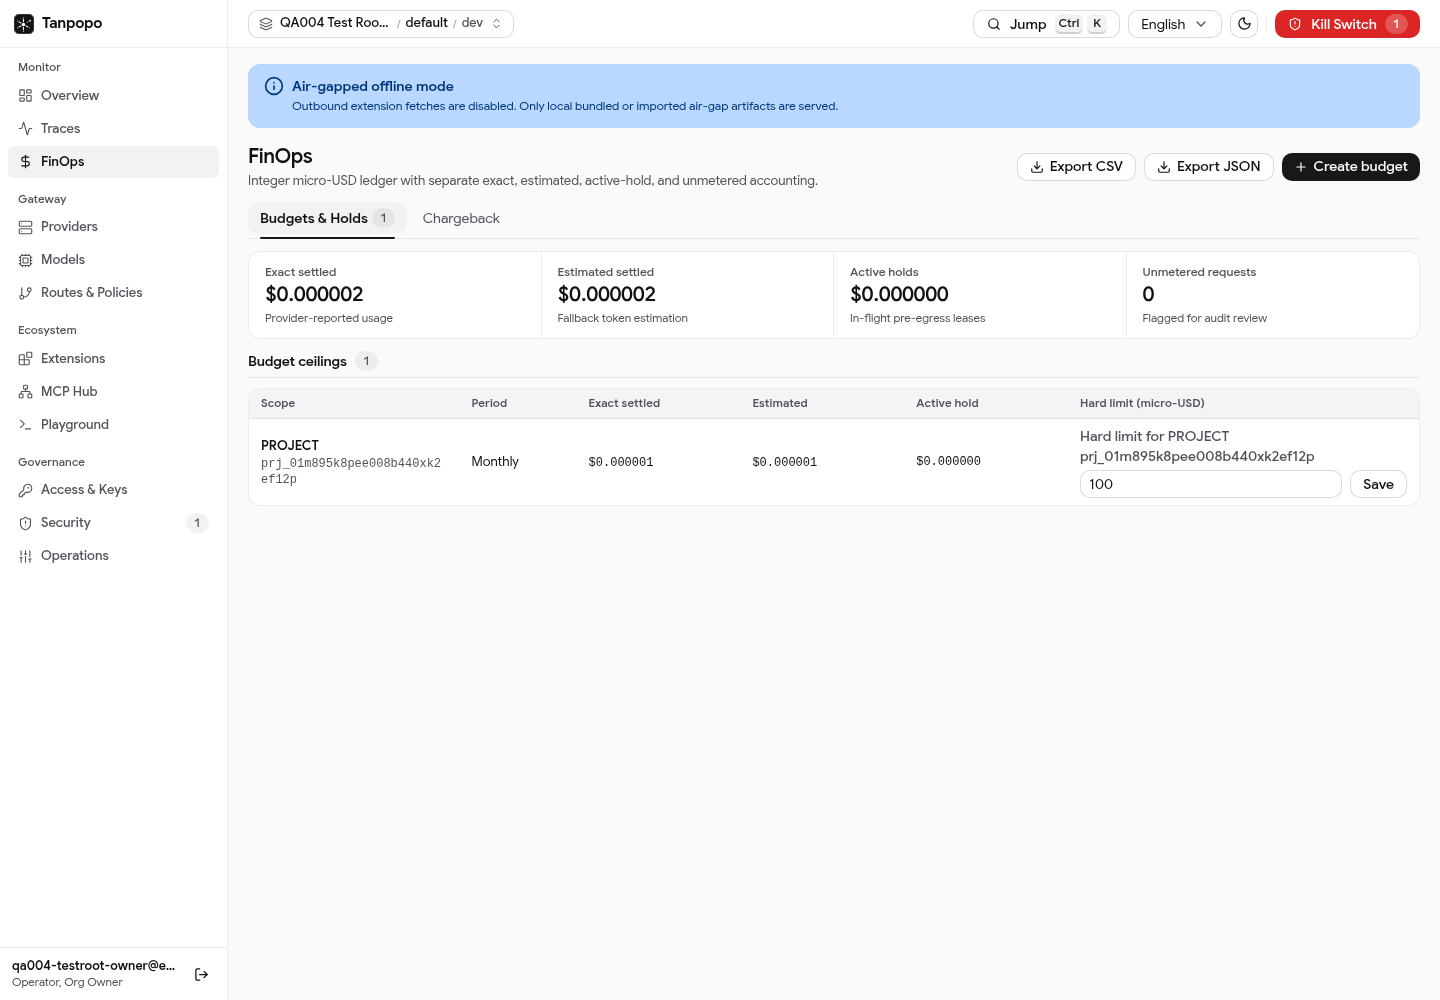 Tanpopo
QA004 Test Roo... / default / dev
Jump Ctrl K
English
Kill Switch 1
Monitor
Overview
Traces
FinOps
Gateway
Providers
Models
Routes & Policies
Ecosystem
Extensions
MCP Hub
Playground
Governance
Access & Keys
Security 1
Operations
qa004-testroot-owner@e...
Operator, Org Owner
Air-gapped offline mode
Outbound extension fetches are disabled. Only local bundled or imported air-gap artifacts are served.
FinOps
Integer micro-USD ledger with separate exact, estimated, active-hold, and unmetered accounting.
Export CSV
Export JSON
Create budget
Budgets & Holds 1
Chargeback
Exact settled
$0.000002
Provider-reported usage
Estimated settled
$0.000002
Fallback token estimation
Active holds
$0.000000
In-flight pre-egress leases
Unmetered requests
0
Flagged for audit review
Budget ceilings 1
Scope Period Exact settled Estimated Active hold Hard limit (micro-USD)
PROJECT
prj_01m895k8pee008b440xk2
ef12p
Monthly
$0.000001
$0.000001
$0.000000
Hard limit for PROJECT
prj_01m895k8pee008b440xk2ef12p
100
Save